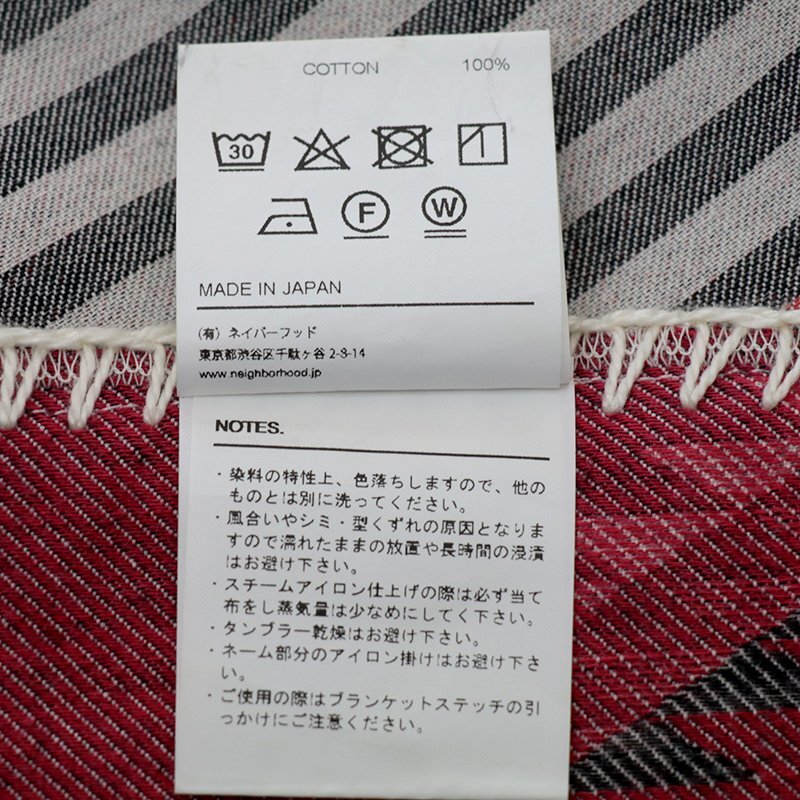 COTTON 100%
30
F W
MADE IN JAPAN
（有）ネイバーフッド
東京都渋谷区千駄ヶ谷 2-3-14
www.neighborhood.jp
NOTES.
・染料の特性上、色落ちしますので、他の
ものとは別に洗ってください。
・風合いやシミ・型くずれの原因となりま
すので濡れたままの放置や長時間の浸漬
はお避け下さい。
・スチームアイロン仕上げの際は必ず当て
布をし蒸気量は少なめにして下さい。
・タンブラー乾燥はお避け下さい。
・ネーム部分のアイロン掛けはお避け下さ
い。
・ご使用の際はブランケットステッチの引
っかけにご注意ください。